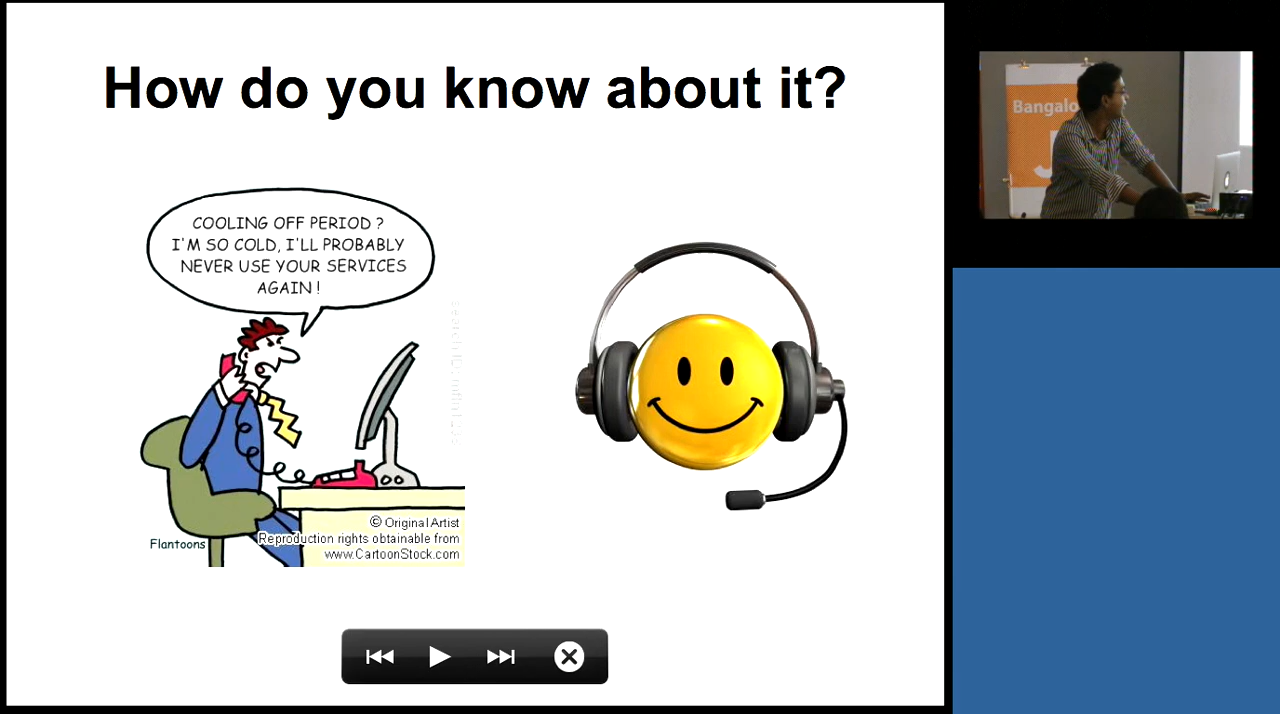 How do you know about it?
COOLING OFF PERIOD ?
I'M SO COLD, I'LL PROBABLY
NEVER USE YOUR SERVICES
AGAIN !
© Original Artist
Reproduction rights obtainable from
www.CartoonStock.com
Flantoons